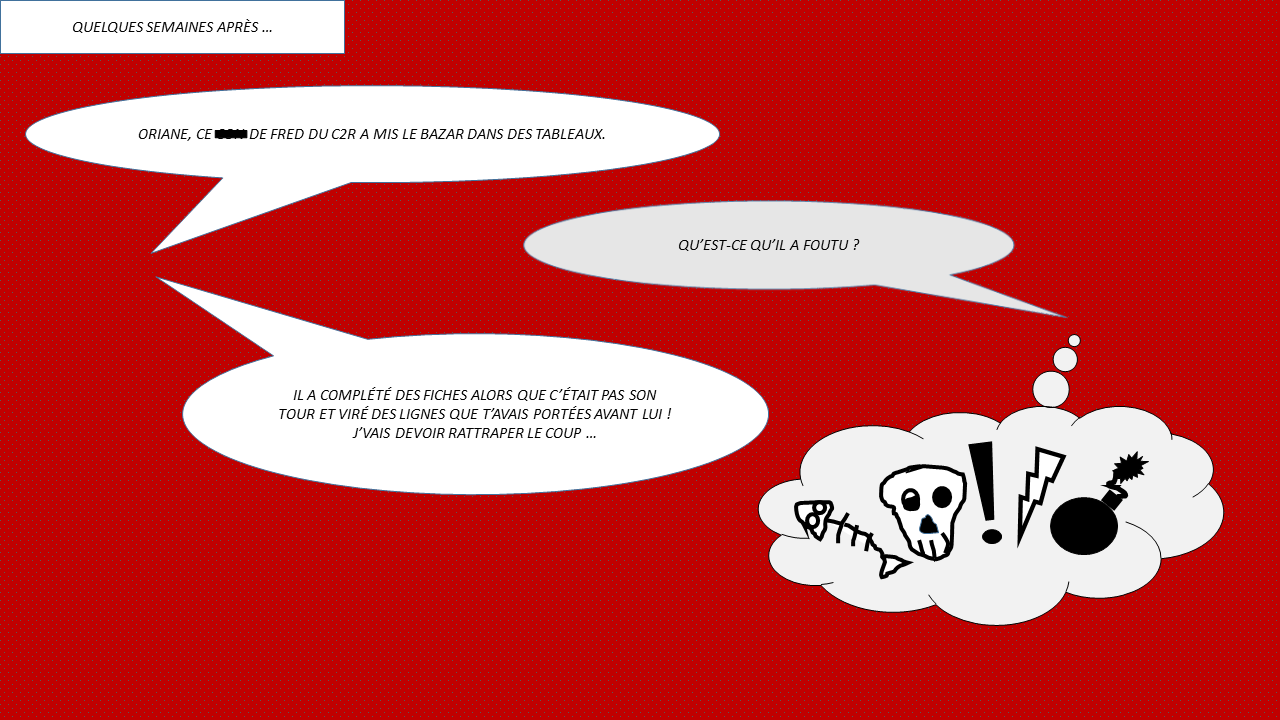 QUELQUES SEMAINES APRÈS …
ORIANE, CE DE FRED DU C2R A MIS LE BAZAR DANS DES TABLEAUX.
QU’EST-CE QU’IL A FOUTU ?
IL A COMPLÉTÉ DES FICHES ALORS QUE C’ÉTAIT PAS SON
TOUR ET VIRÉ DES LIGNES QUE T’AVAIS PORTÉES AVANT LUI !
J’VAIS DEVOIR RATTRAPER LE COUP …